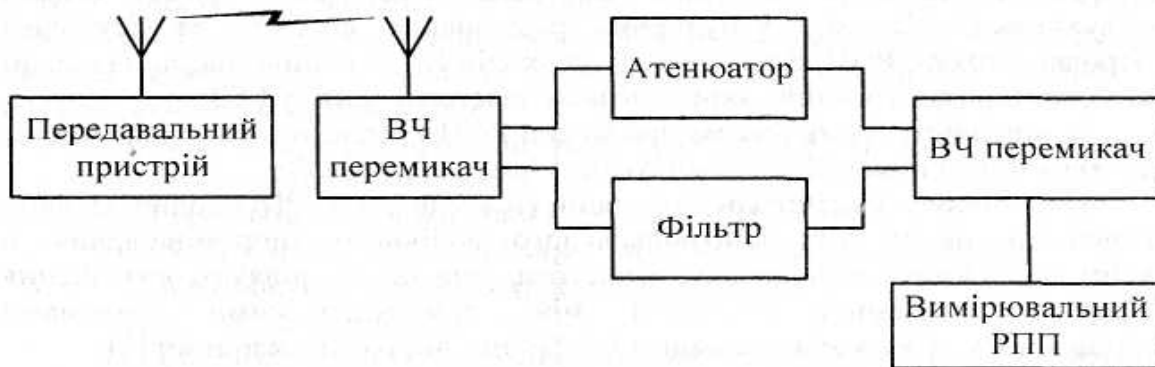 Передавальний
пристрій
ВЧ
перемикач
Атенюатор
Фільтр
ВЧ перемикач
Вимірювальний
РПП